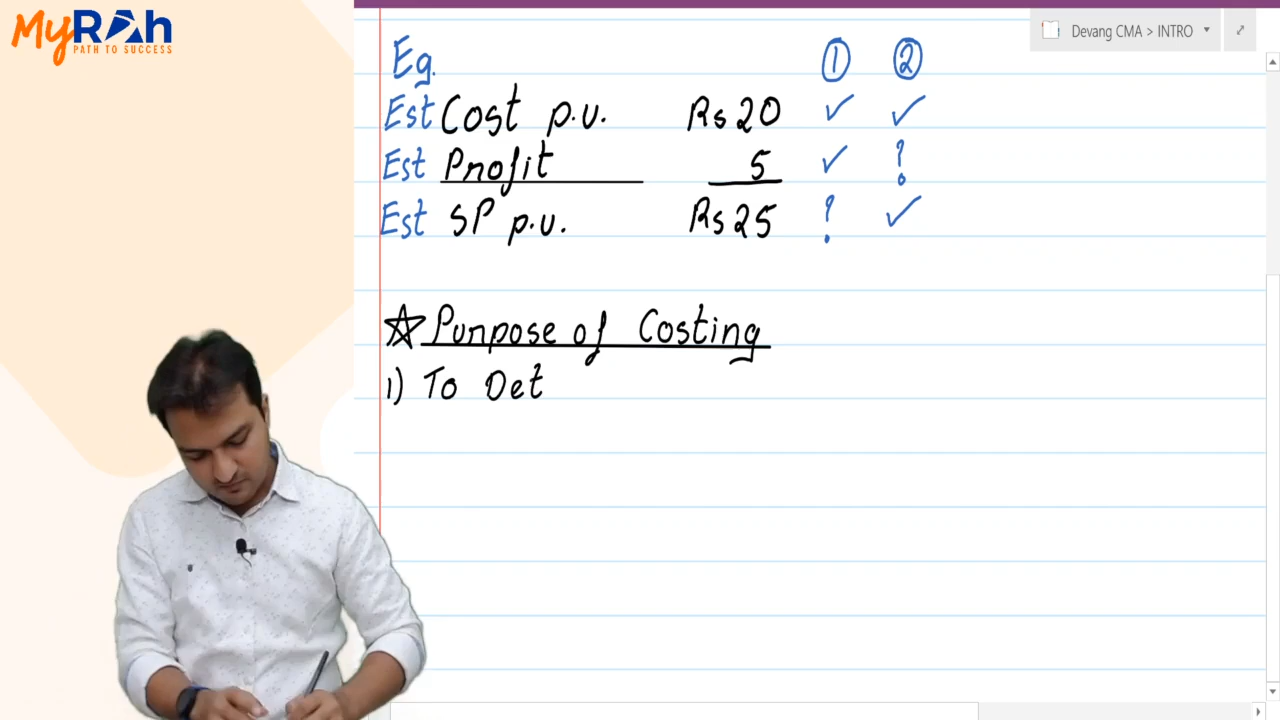 MyRAh
PATH TO SUCCESS
Devang CMA > INTRO
Eg. ① ②
Est Cost p.u. Rs 20 ✓ ✓
Est Profit 5 ✓ ?
Est SP p.u. Rs 25 ? ✓
☆ Purpose of Costing
1) To Det